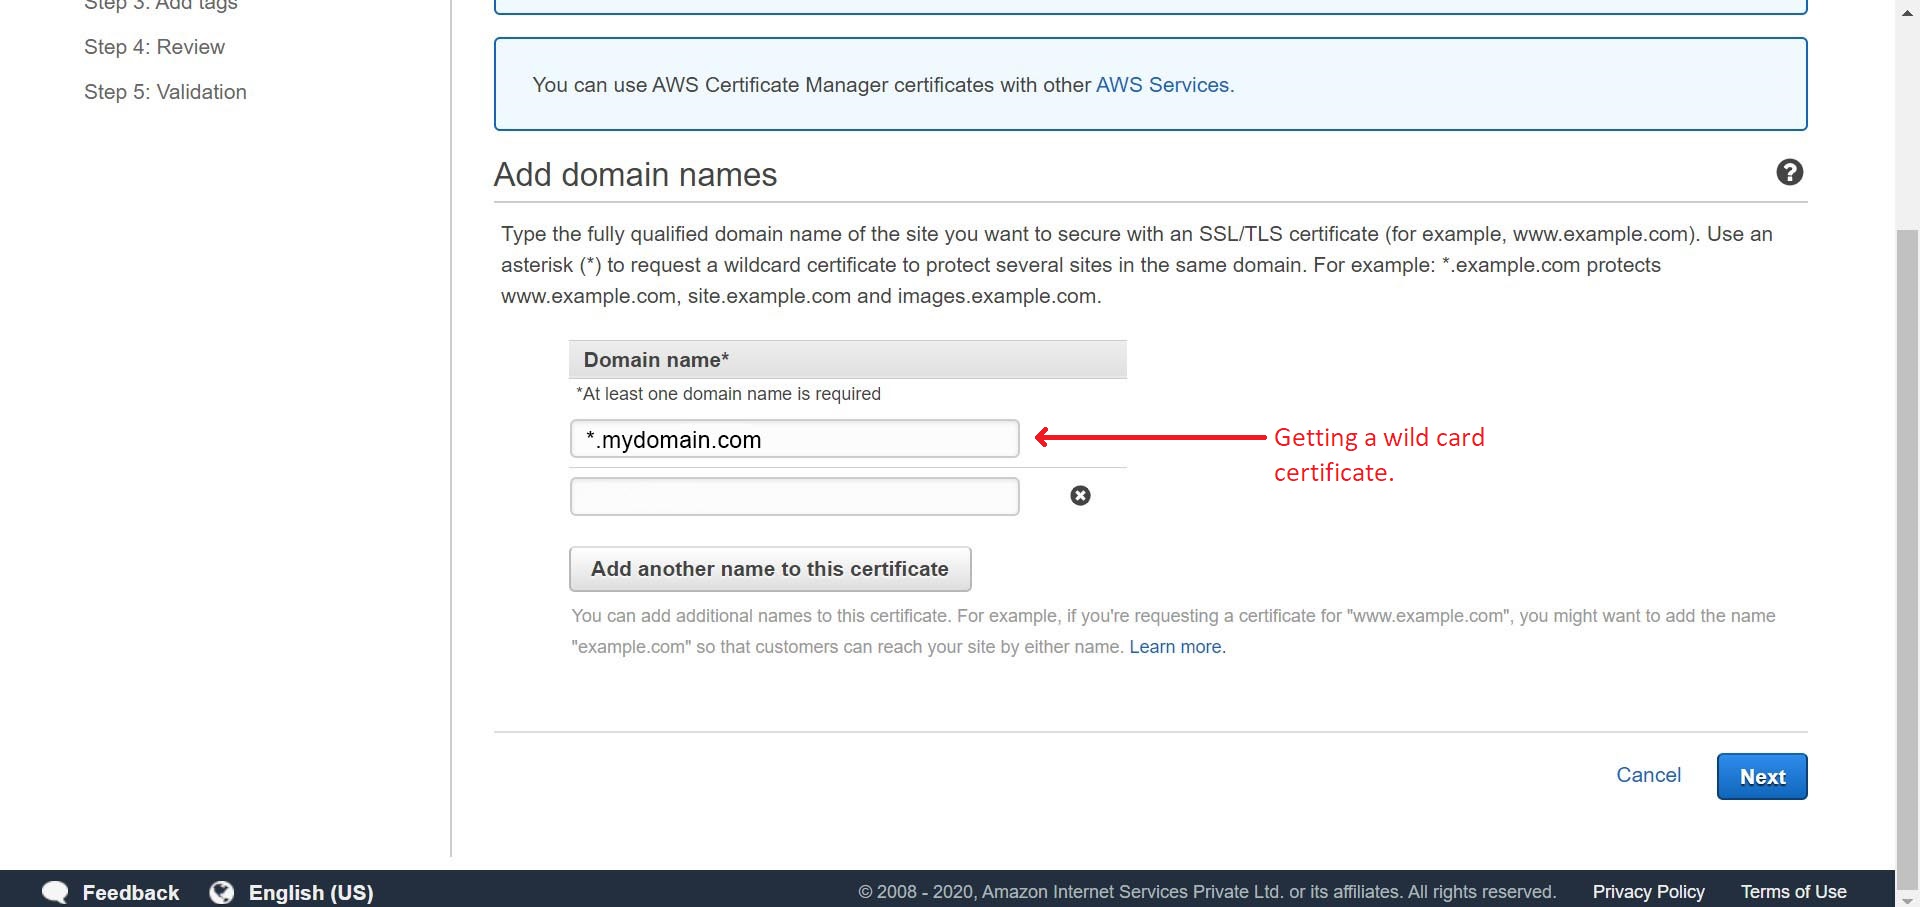 Step 3: Add tags
Step 4: Review
Step 5: Validation
You can use AWS Certificate Manager certificates with other AWS Services.
Add domain names
Type the fully qualified domain name of the site you want to secure with an SSL/TLS certificate (for example, www.example.com). Use an
asterisk (*) to request a wildcard certificate to protect several sites in the same domain. For example: *.example.com protects
www.example.com, site.example.com and images.example.com.
Domain name*
*At least one domain name is required
*.mydomain.com
Getting a wild card
certificate.
Add another name to this certificate
You can add additional names to this certificate. For example, if you're requesting a certificate for "www.example.com", you might want to add the name
"example.com" so that customers can reach your site by either name. Learn more.
Cancel
Next
Feedback
English (US)
© 2008 - 2020, Amazon Internet Services Private Ltd. or its affiliates. All rights reserved.
Privacy Policy
Terms of Use